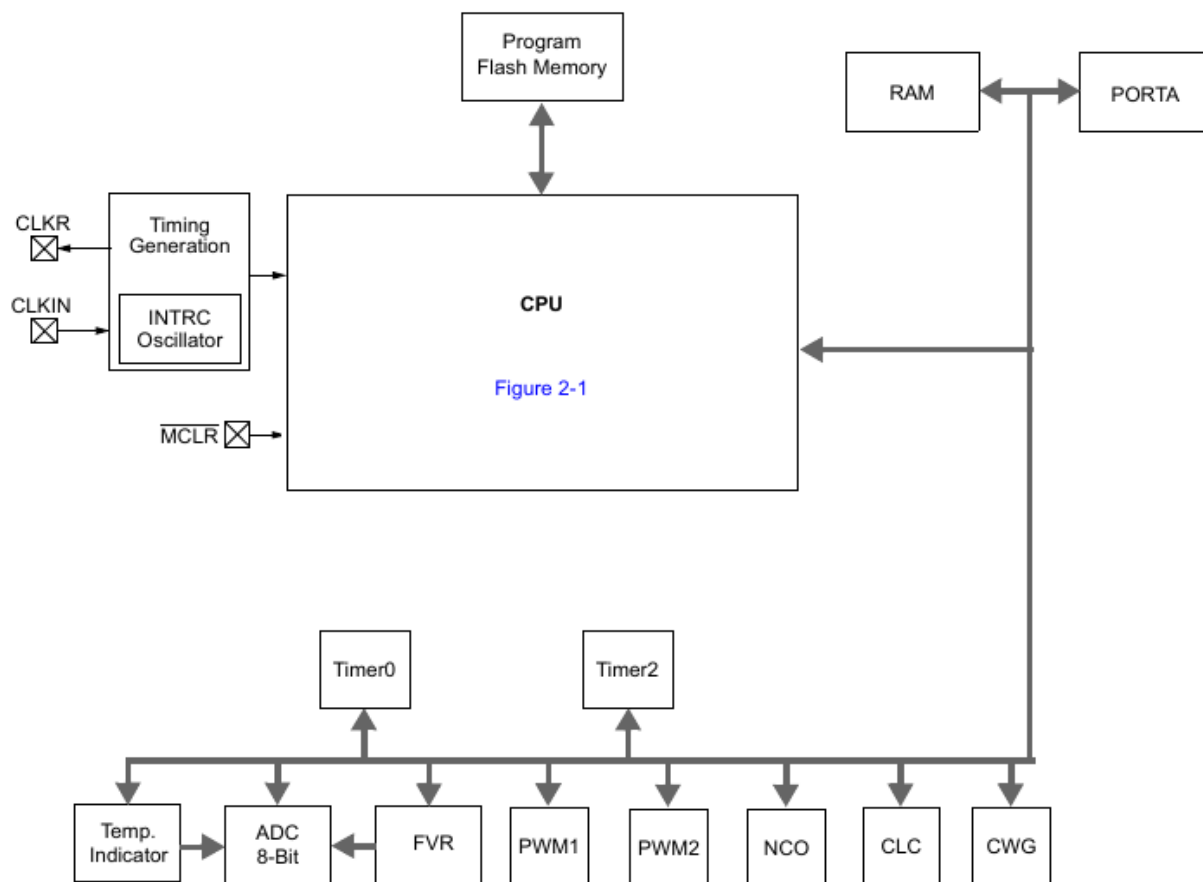 Program
Flash Memory
RAM
PORTA
CLKR
Timing
Generation
CLKIN
INTRC
Oscillator
CPU
Figure 2-1
MCLR
Timer0
Timer2
Temp.
Indicator
ADC
8-Bit
FVR
PWM1
PWM2
NCO
CLC
CWG